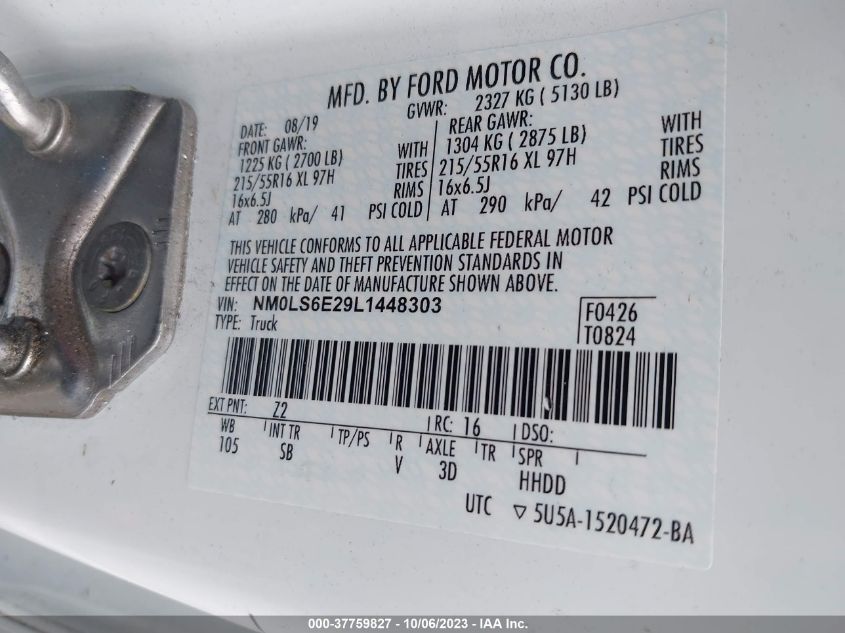 MFD. BY FORD MOTOR CO.
DATE: 08/19 GVWR: 2327 KG ( 5130 LB)
FRONT GAWR: REAR GAWR:
1225 KG ( 2700 LB) WITH 1304 KG ( 2875 LB) WITH
215/55R16 XL 97H TIRES 215/55R16 XL 97H TIRES
16x6.5J RIMS 16x6.5J RIMS
AT 280 kPa/ 41 PSI COLD AT 290 kPa/ 42 PSI COLD
THIS VEHICLE CONFORMS TO ALL APPLICABLE FEDERAL MOTOR
VEHICLE SAFETY AND THEFT PREVENTION STANDARDS IN
EFFECT ON THE DATE OF MANUFACTURE SHOWN ABOVE.
VIN: NM0LS6E29L1448303 F0426
TYPE: Truck T0824
EXT PNT: Z2 RC: 16 DSO:
WB INT TR TP/PS R AXLE TR SPR
105 SB V 3D HHDD
UTC ▽ 5U5A-1520472-BA
000-37759827 - 10/06/2023 - IAA Inc.